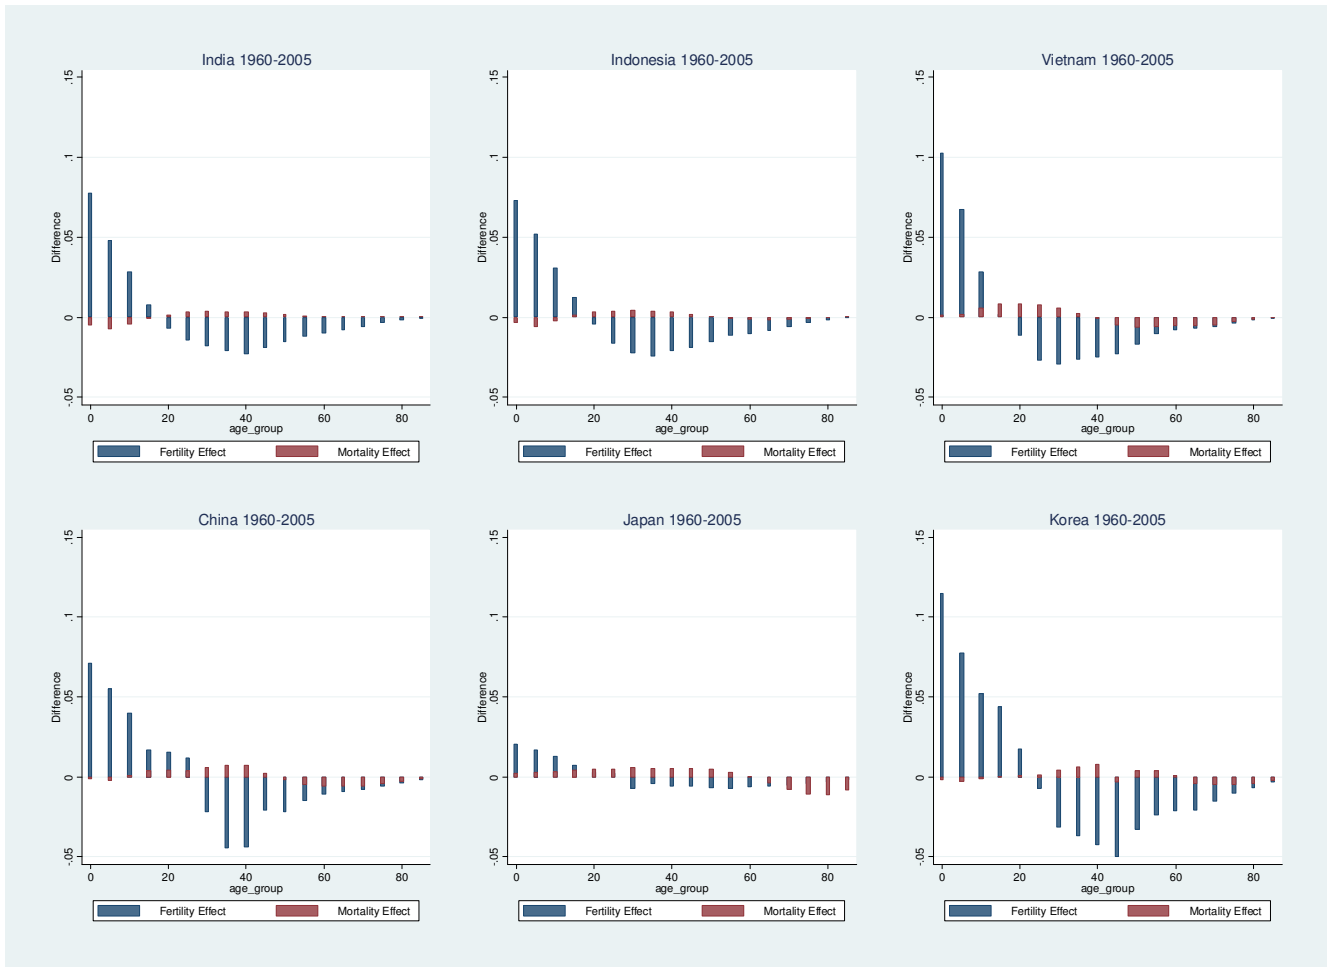 India 1960-2005
Difference
.15
.1
.05
0
-.05
0 20 40 60 80
age_group
Fertility Effect Mortality Effect
Indonesia 1960-2005
Difference
.15
.1
.05
0
-.05
0 20 40 60 80
age_group
Fertility Effect Mortality Effect
Vietnam 1960-2005
Difference
.15
.1
.05
0
-.05
0 20 40 60 80
age_group
Fertility Effect Mortality Effect
China 1960-2005
Difference
.15
.1
.05
0
-.05
0 20 40 60 80
age_group
Fertility Effect Mortality Effect
Japan 1960-2005
Difference
.15
.1
.05
0
-.05
0 20 40 60 80
age_group
Fertility Effect Mortality Effect
Korea 1960-2005
Difference
.15
.1
.05
0
-.05
0 20 40 60 80
age_group
Fertility Effect Mortality Effect